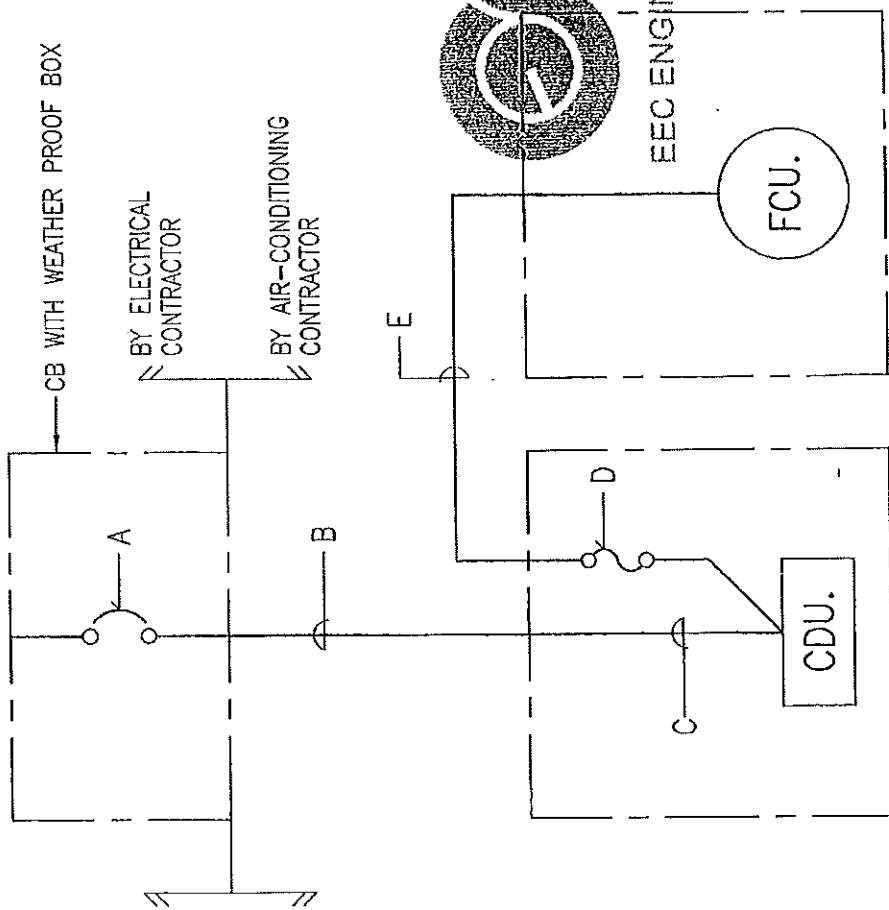 CB WITH WEATHER PROOF BOX
A
BY ELECTRICAL
CONTRACTOR
BY AIR-CONDITIONING
CONTRACTOR
B
E
EEC ENGI
D
C
CDU.
FCU.